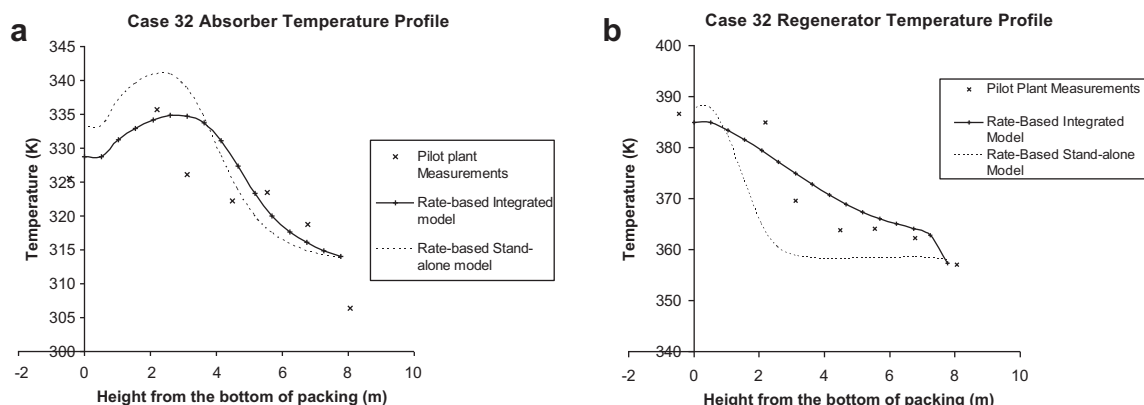 a
Case 32 Absorber Temperature Profile
345
340
335
330
325
320
315
310
305
300
-2
0
2
4
6
8
10
Temperature (K)
Height from the bottom of packing (m)
Pilot plant
Measurements
Rate-based Integrated
model
Rate-based Stand-
alone model
b
Case 32 Regenerator Temperature Profile
400
390
380
370
360
350
340
-2
0
2
4
6
8
10
Temperature (K)
Height from the bottom of packing (m)
Pilot Plant Measurements
Rate-Based Integrated
Model
Rate-Based Stand-alone
Model